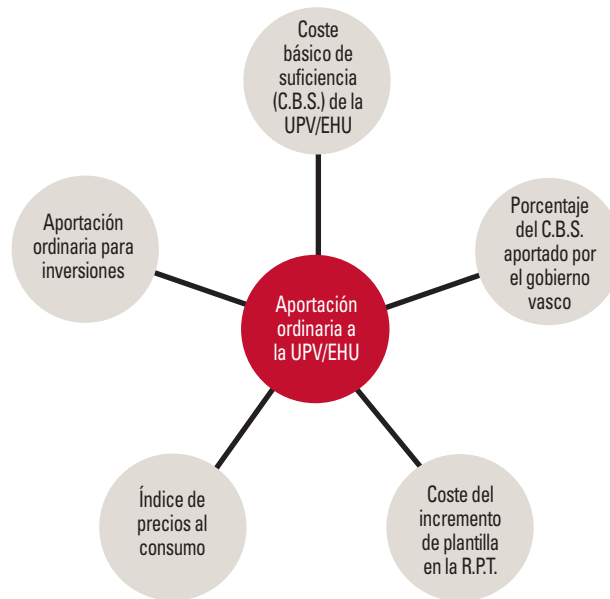 Coste
básico de
suficiencia
(C.B.S.) de la
UPV/EHU
Aportación
ordinaria para
inversiones
Porcentaje
del C.B.S.
aportado por
el gobierno
vasco
Aportación
ordinaria a
la UPV/EHU
Índice de
precios al
consumo
Coste del
incremento
de plantilla
en la R.P.T.